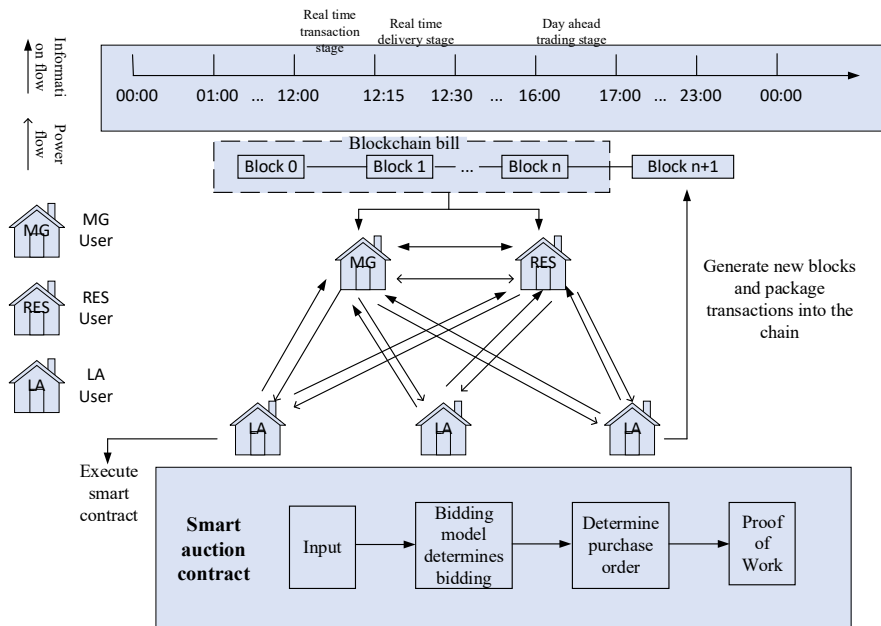 Real time
transaction
stage
Real time
delivery stage
Day ahead
trading stage
Informati
on flow
00:00
01:00
...
12:00
12:15
12:30
...
16:00
17:00
...
23:00
00:00
Power
flow
Blockchain bill
Block 0
Block 1
...
Block n
Block n+1
MG
MG
User
MG
RES
RES
RES
User
Generate new blocks
and package
transactions into the
chain
LA
LA
User
LA
LA
LA
Execute
smart
contract
Smart
auction
contract
Input
Bidding
model
determines
bidding
Determine
purchase
order
Proof
of
Work